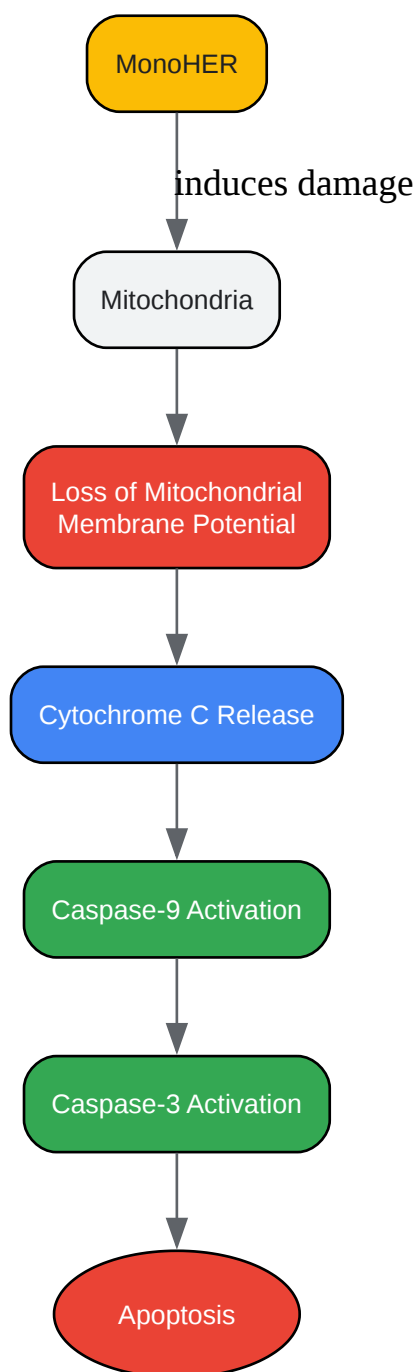 MonoHER
induces damage
Mitochondria
Loss of Mitochondrial
Membrane Potential
Cytochrome C Release
Caspase-9 Activation
Caspase-3 Activation
Apoptosis